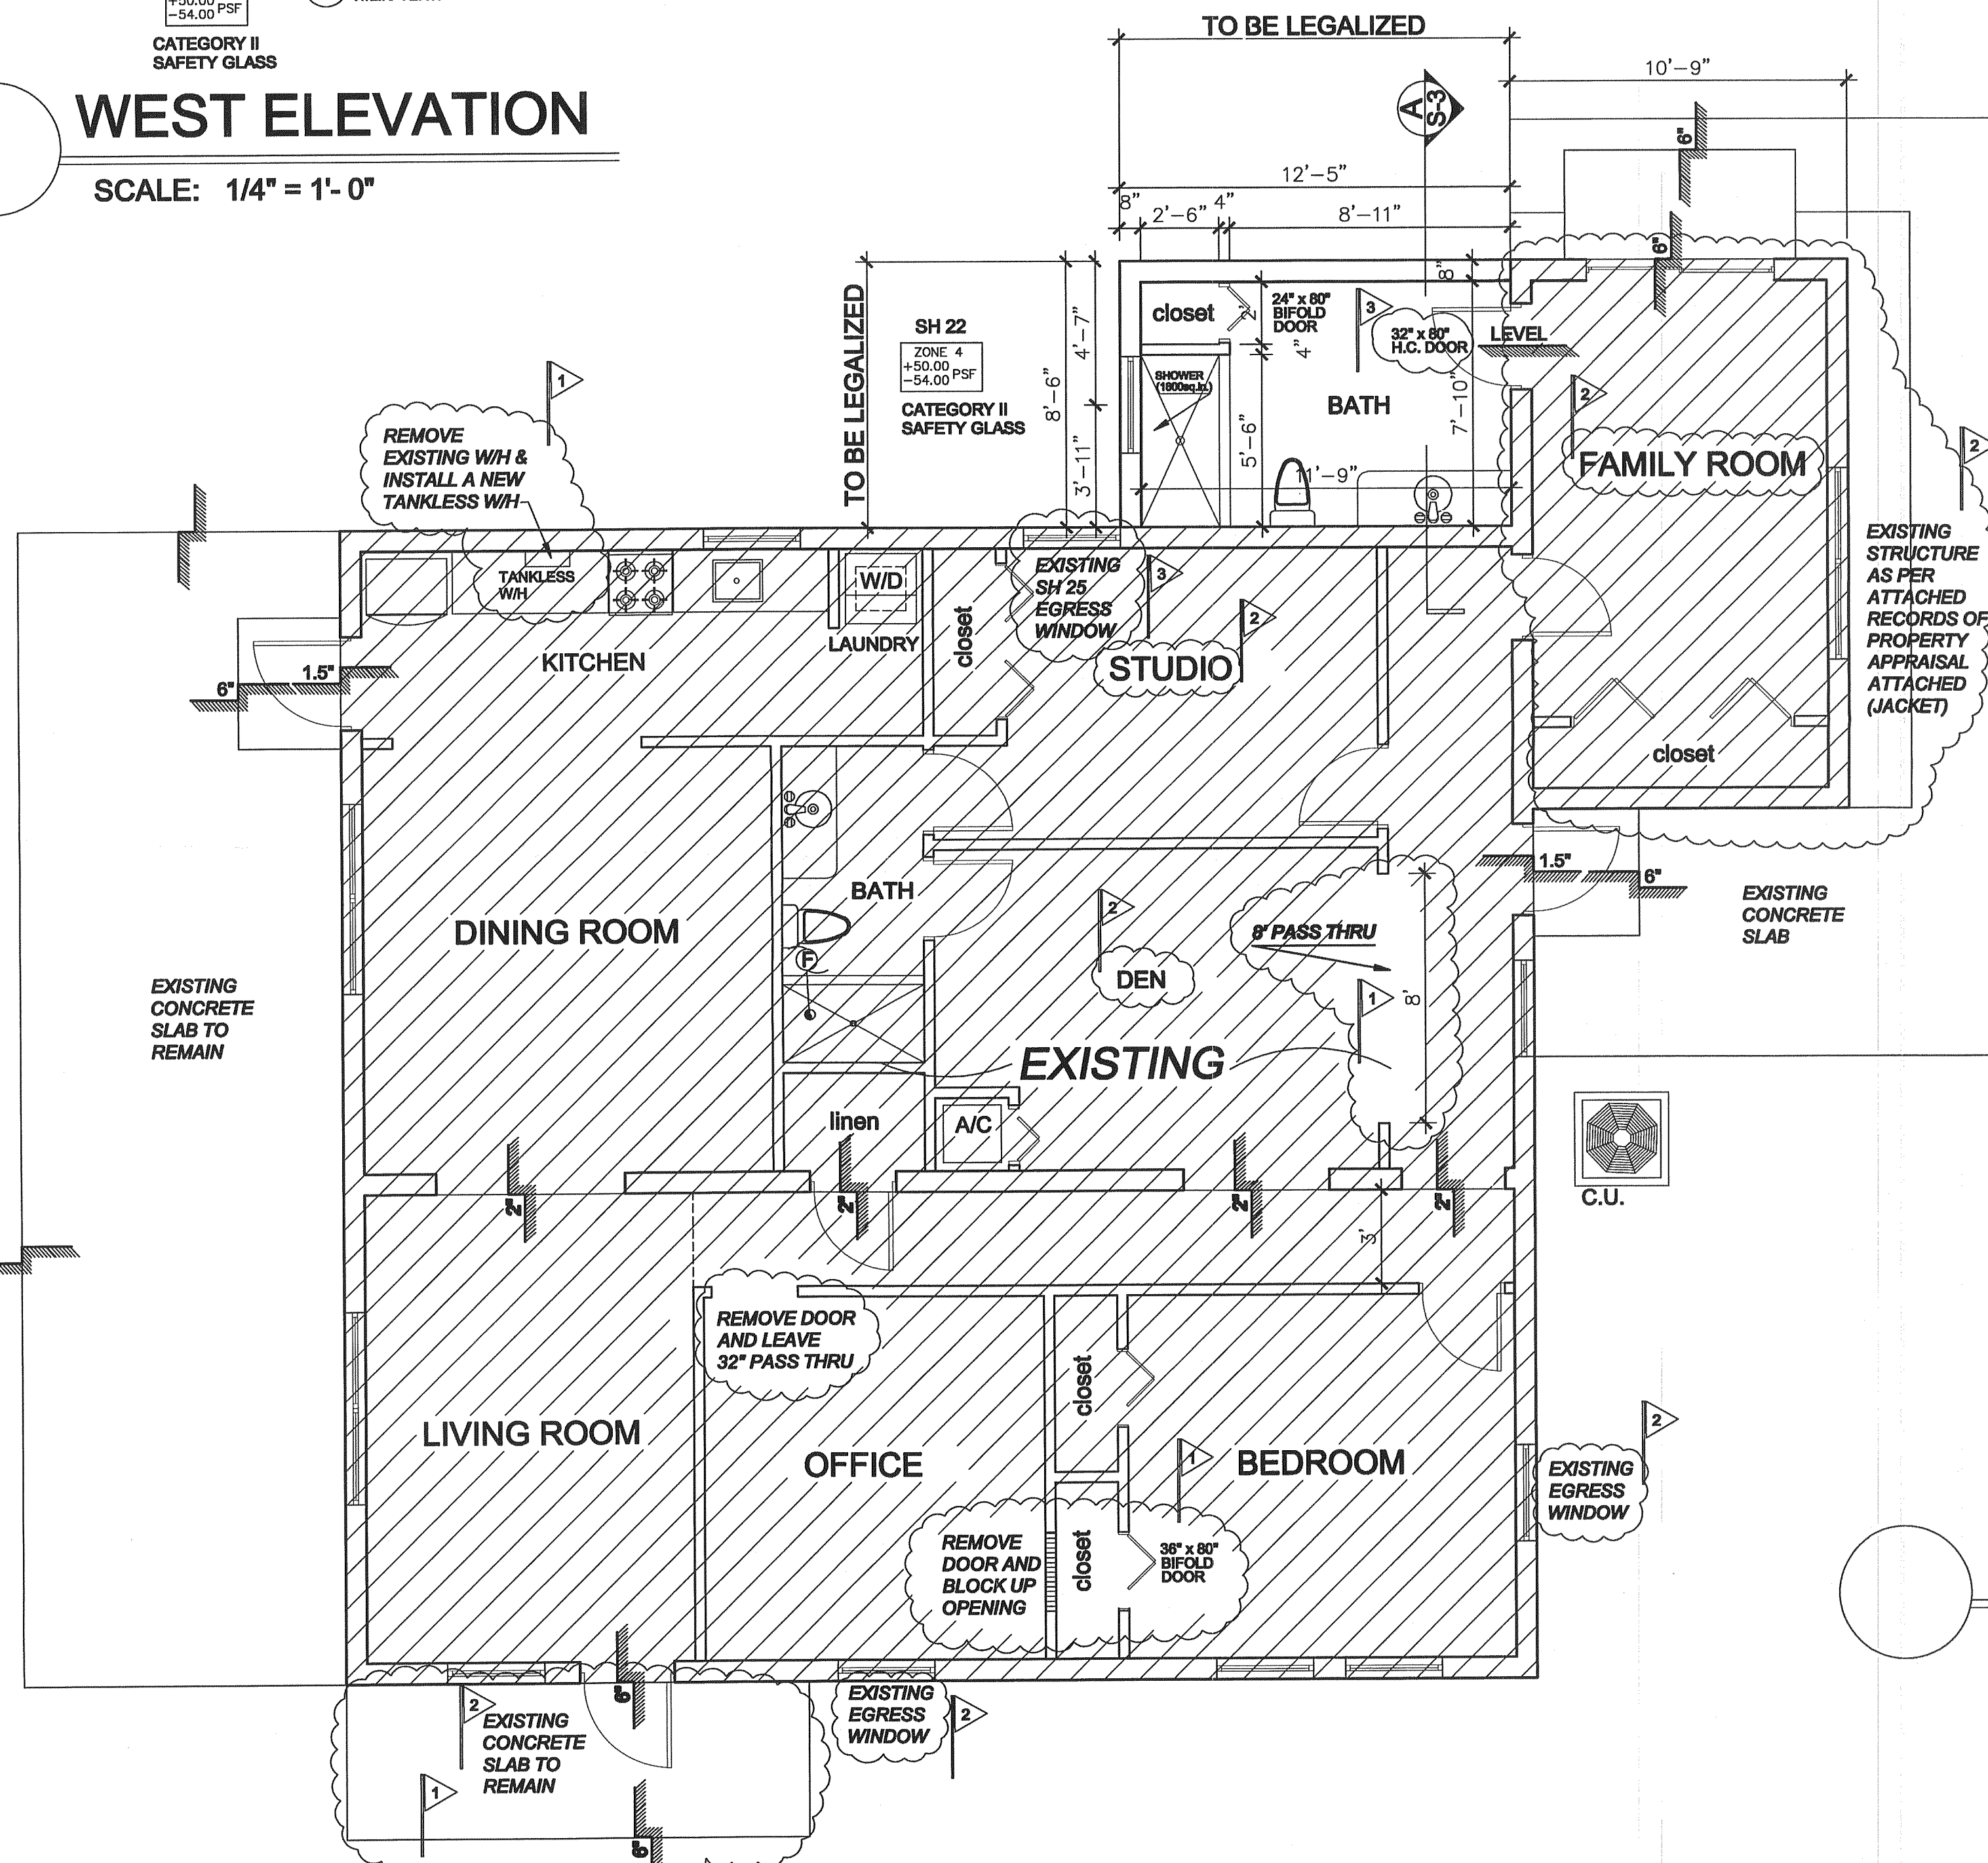 +50.00
-54.00 PSF
CATEGORY II
SAFETY GLASS
WEST ELEVATION
SCALE: 1/4" = 1'- 0"
TO BE LEGALIZED
10'-9"
A
S-3
6"
12'-5"
8"
2'-6"
4"
8'-11"
6"
TO BE LEGALIZED
SH 22
ZONE 4
+50.00
-54.00 PSF
CATEGORY II
SAFETY GLASS
8'-6"
4'-7"
3'-11"
closet
2'
24" x 80"
BIFOLD
DOOR
4"
3
8"
32" x 80"
H.C. DOOR
LEVEL
SHOWER
(1800sq.in.)
BATH
7'-10"
5'-6"
11'-9"
2
FAMILY ROOM
2
EXISTING
STRUCTURE
AS PER
ATTACHED
RECORDS OF
PROPERTY
APPRAISAL
ATTACHED
(JACKET)
closet
1
REMOVE
EXISTING W/H &
INSTALL A NEW
TANKLESS W/H
TANKLESS
W/H
W/D
LAUNDRY
KITCHEN
closet
EXISTING
SH 25
EGRESS
WINDOW
3
2
STUDIO
1.5"
6"
1.5"
6"
EXISTING
CONCRETE
SLAB
DINING ROOM
BATH
F
2
DEN
8' PASS THRU
1
8'
EXISTING
EXISTING
CONCRETE
SLAB TO
REMAIN
linen
A/C
C.U.
2"
2"
2"
2"
3'
REMOVE DOOR
AND LEAVE
32" PASS THRU
LIVING ROOM
OFFICE
closet
BEDROOM
1
2
EXISTING
EGRESS
WINDOW
REMOVE
DOOR AND
BLOCK UP
OPENING
closet
36" x 80"
BIFOLD
DOOR
6"
2
EXISTING
CONCRETE
SLAB TO
REMAIN
1
EXISTING
EGRESS
WINDOW
2
6"